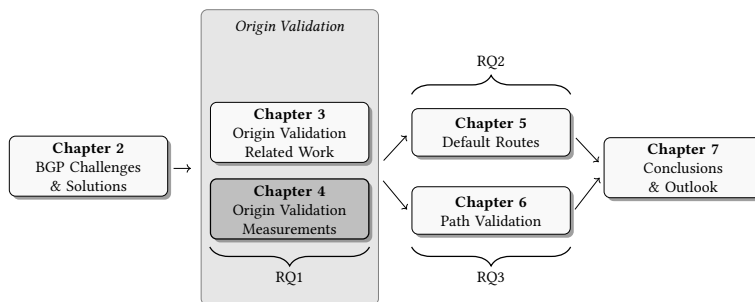 Origin Validation
RQ2
Chapter 2
BGP Challenges
& Solutions
Chapter 3
Origin Validation
Related Work
Chapter 4
Origin Validation
Measurements
RQ1
Chapter 5
Default Routes
Chapter 6
Path Validation
RQ3
Chapter 7
Conclusions
& Outlook